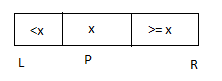 <x x >= x
L P R